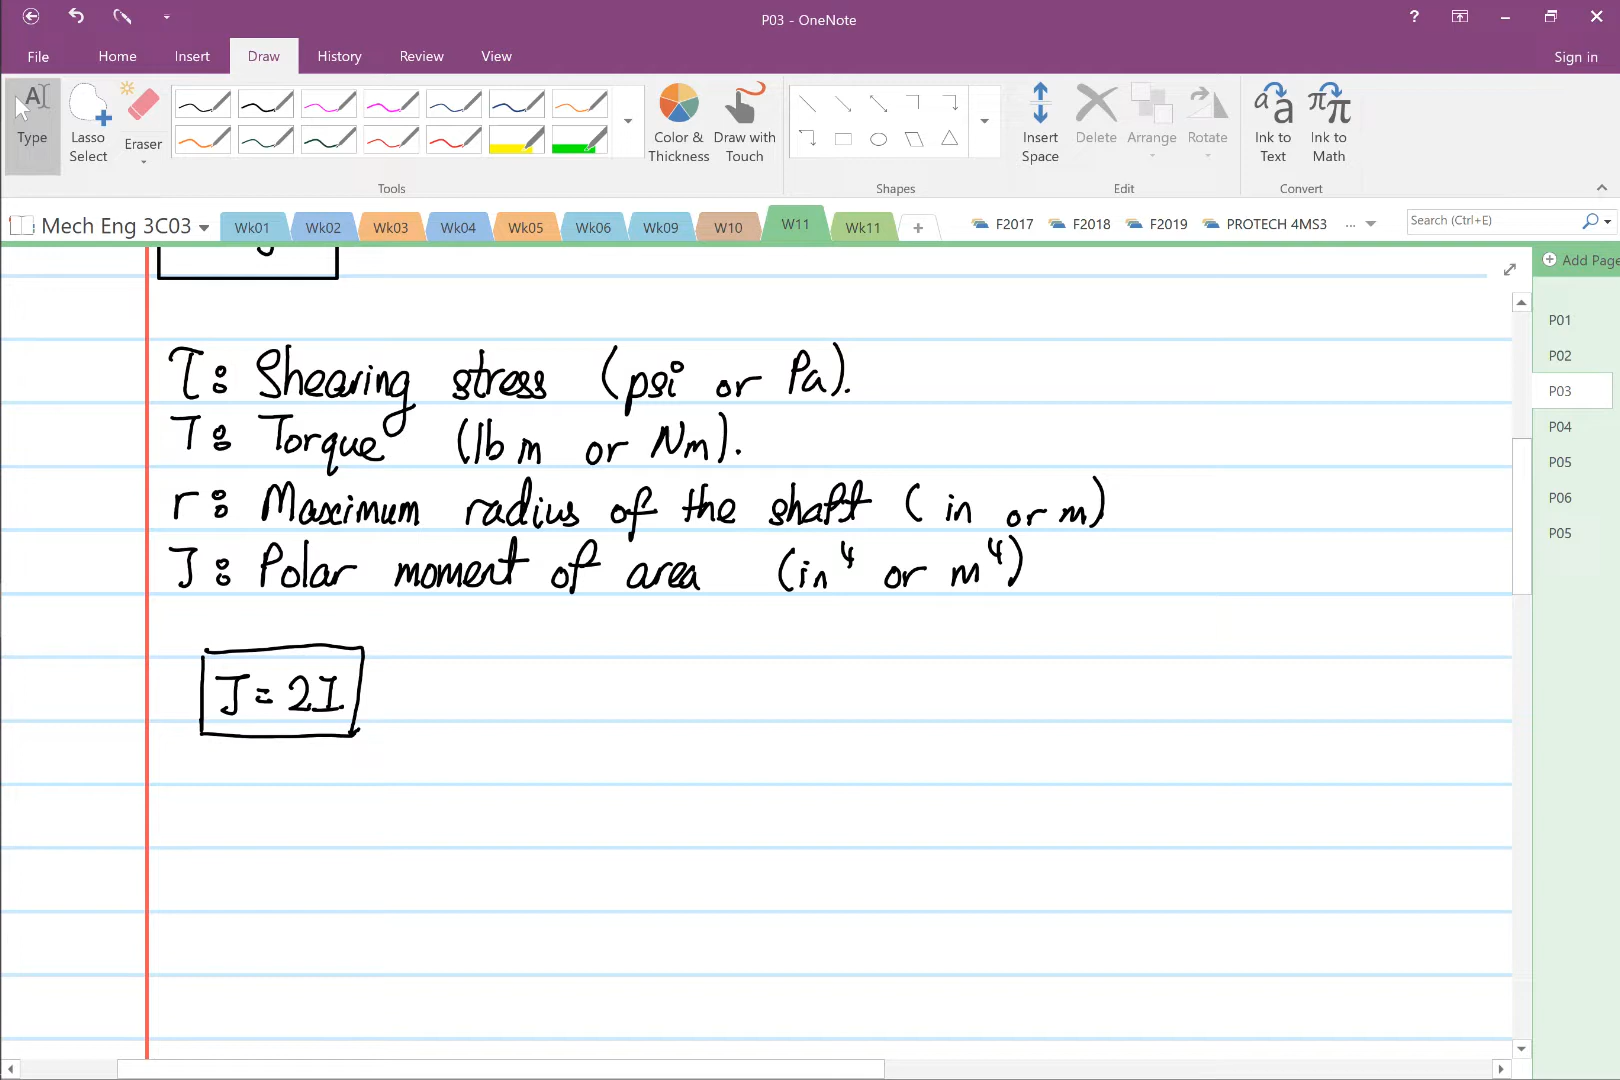 P03 - OneNote
?
File Home Insert Draw History Review View Sign in
Type
Lasso Select
Eraser
Color & Thickness
Draw with Touch
Insert Space
Delete
Arrange
Rotate
Ink to Text
Ink to Math
Tools Shapes Edit Convert
Mech Eng 3C03 Wk01 Wk02 Wk03 Wk04 Wk05 Wk06 Wk09 W10 W11 Wk11 + F2017 F2018 F2019 PROTECH 4MS3 ... Search (Ctrl+E)
Add Page
P01
P02
P03
P04
P05
P06
P05
τ: Shearing stress (psi or Pa).
T: Torque (lb m or Nm).
r: Maximum radius of the shaft (in or m)
J: Polar moment of area (in⁴ or m⁴)
J = 2I